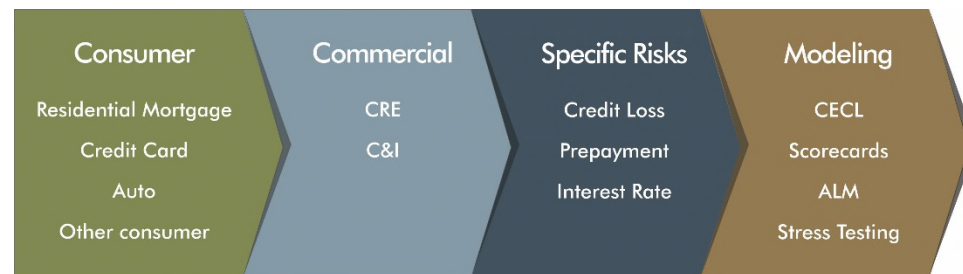 Consumer
Residential Mortgage
Credit Card
Auto
Other consumer
Commercial
CRE
C&I
Specific Risks
Credit Loss
Prepayment
Interest Rate
Modeling
CECL
Scorecards
ALM
Stress Testing